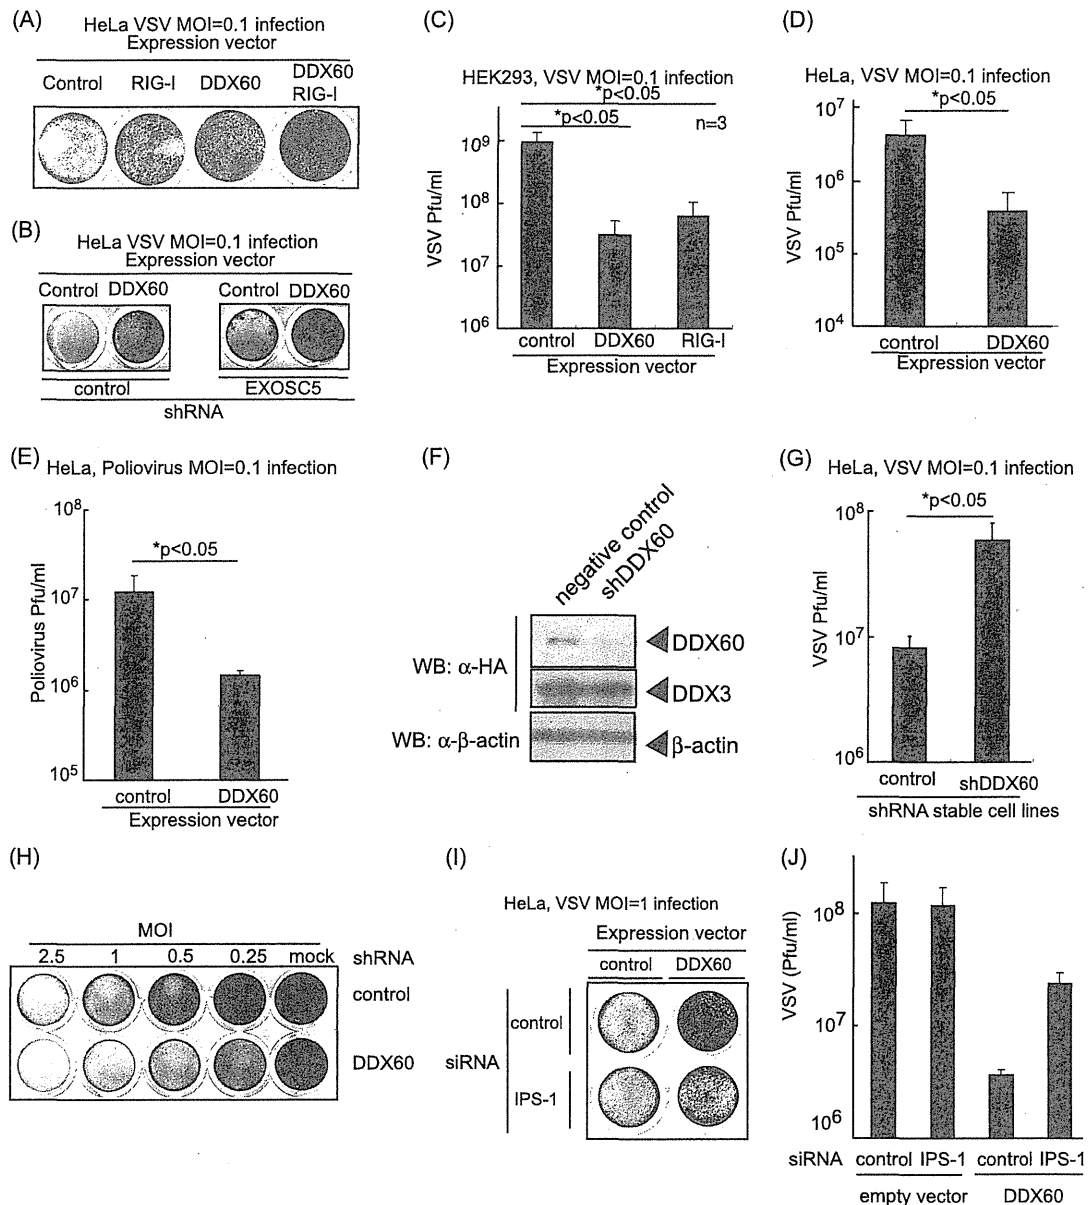 (A)
HeLa VSV MOI=0.1 infection
Expression vector
Control RIG-I DDX60 DDX60 RIG-I
(B)
HeLa VSV MOI=0.1 infection
Expression vector
Control DDX60 Control DDX60
control EXOSC5
shRNA
(C)
HEK293, VSV MOI=0.1 infection
*p<0.05
*p<0.05
n=3
VSV Pfu/ml
10⁹
10⁸
10⁷
10⁶
control DDX60 RIG-I
Expression vector
(D)
HeLa, VSV MOI=0.1 infection
*p<0.05
VSV Pfu/ml
10⁷
10⁶
10⁵
10⁴
control DDX60
Expression vector
(E)
HeLa, Poliovirus MOI=0.1 infection
*p<0.05
Poliovirus Pfu/ml
10⁸
10⁷
10⁶
10⁵
control DDX60
Expression vector
(F)
negative control
shDDX60
WB: α-HA
DDX60
DDX3
WB: α-β-actin
β-actin
(G)
HeLa, VSV MOI=0.1 infection
*p<0.05
VSV Pfu/ml
10⁸
10⁷
10⁶
control shDDX60
shRNA stable cell lines
(H)
MOI
2.5 1 0.5 0.25 mock shRNA
control
DDX60
(I)
HeLa, VSV MOI=1 infection
Expression vector
control DDX60
siRNA
control
IPS-1
(J)
VSV (Pfu/ml)
10⁸
10⁷
10⁶
siRNA control IPS-1 control IPS-1
empty vector DDX60